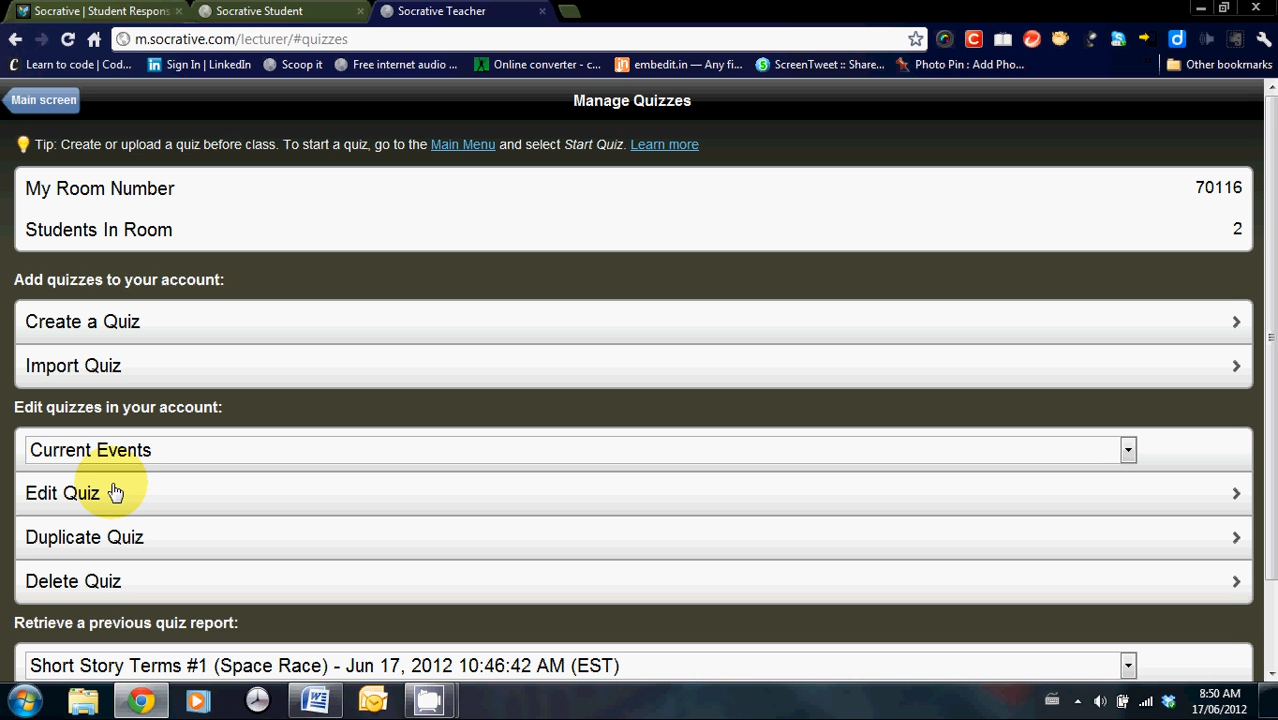 Socrative | Student Respons
Socrative Student
Socrative Teacher
m.socrative.com/lecturer/#quizzes
Learn to code | Cod...
Sign In | LinkedIn
Scoop it
Free internet audio ...
Online converter - c...
embedit.in — Any fi...
ScreenTweet :: Share...
Photo Pin : Add Pho...
Other bookmarks
Main screen
Manage Quizzes
Tip: Create or upload a quiz before class. To start a quiz, go to the Main Menu and select Start Quiz. Learn more
My Room Number 70116
Students In Room 2
Add quizzes to your account:
Create a Quiz
Import Quiz
Edit quizzes in your account:
Current Events
Edit Quiz
Duplicate Quiz
Delete Quiz
Retrieve a previous quiz report:
Short Story Terms #1 (Space Race) - Jun 17, 2012 10:46:42 AM (EST)
8:50 AM
17/06/2012